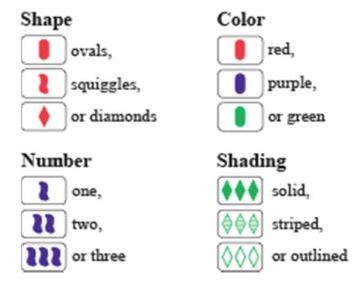 Shape
ovals,
squiggles,
or diamonds
Color
red,
purple,
or green
Number
one,
two,
or three
Shading
solid,
striped,
or outlined